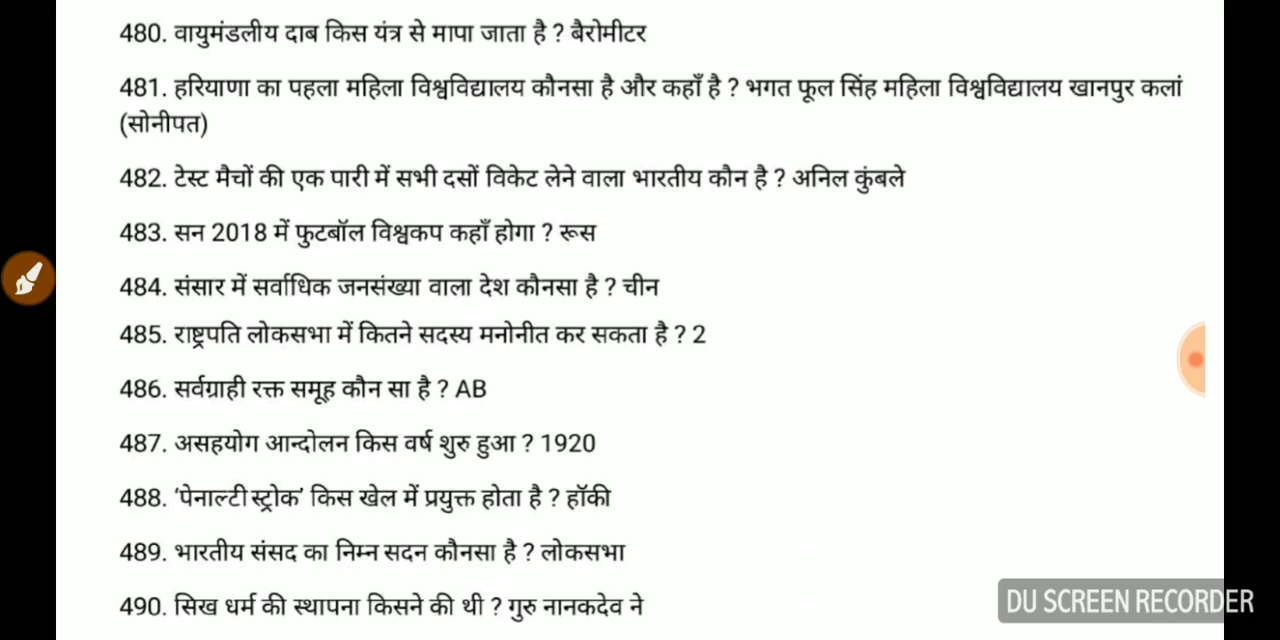 480. वायुमंडलीय दाब किस यंत्र से मापा जाता है ? बैरोमीटर
481. हरियाणा का पहला महिला विश्वविद्यालय कौनसा है और कहाँ है ? भगत फूल सिंह महिला विश्वविद्यालय खानपुर कलां
(सोनीपत)
482. टेस्ट मैचों की एक पारी में सभी दसों विकेट लेने वाला भारतीय कौन है ? अनिल कुंबले
483. सन 2018 में फुटबॉल विश्वकप कहाँ होगा ? रूस
484. संसार में सर्वाधिक जनसंख्या वाला देश कौनसा है ? चीन
485. राष्ट्रपति लोकसभा में कितने सदस्य मनोनीत कर सकता है ? 2
486. सर्वग्राही रक्त समूह कौन सा है ? AB
487. असहयोग आन्दोलन किस वर्ष शुरु हुआ ? 1920
488. ‘पेनाल्टी स्ट्रोक’ किस खेल में प्रयुक्त होता है ? हॉकी
489. भारतीय संसद का निम्न सदन कौनसा है ? लोकसभा
490. सिख धर्म की स्थापना किसने की थी ? गुरु नानकदेव ने
DU SCREEN RECORDER